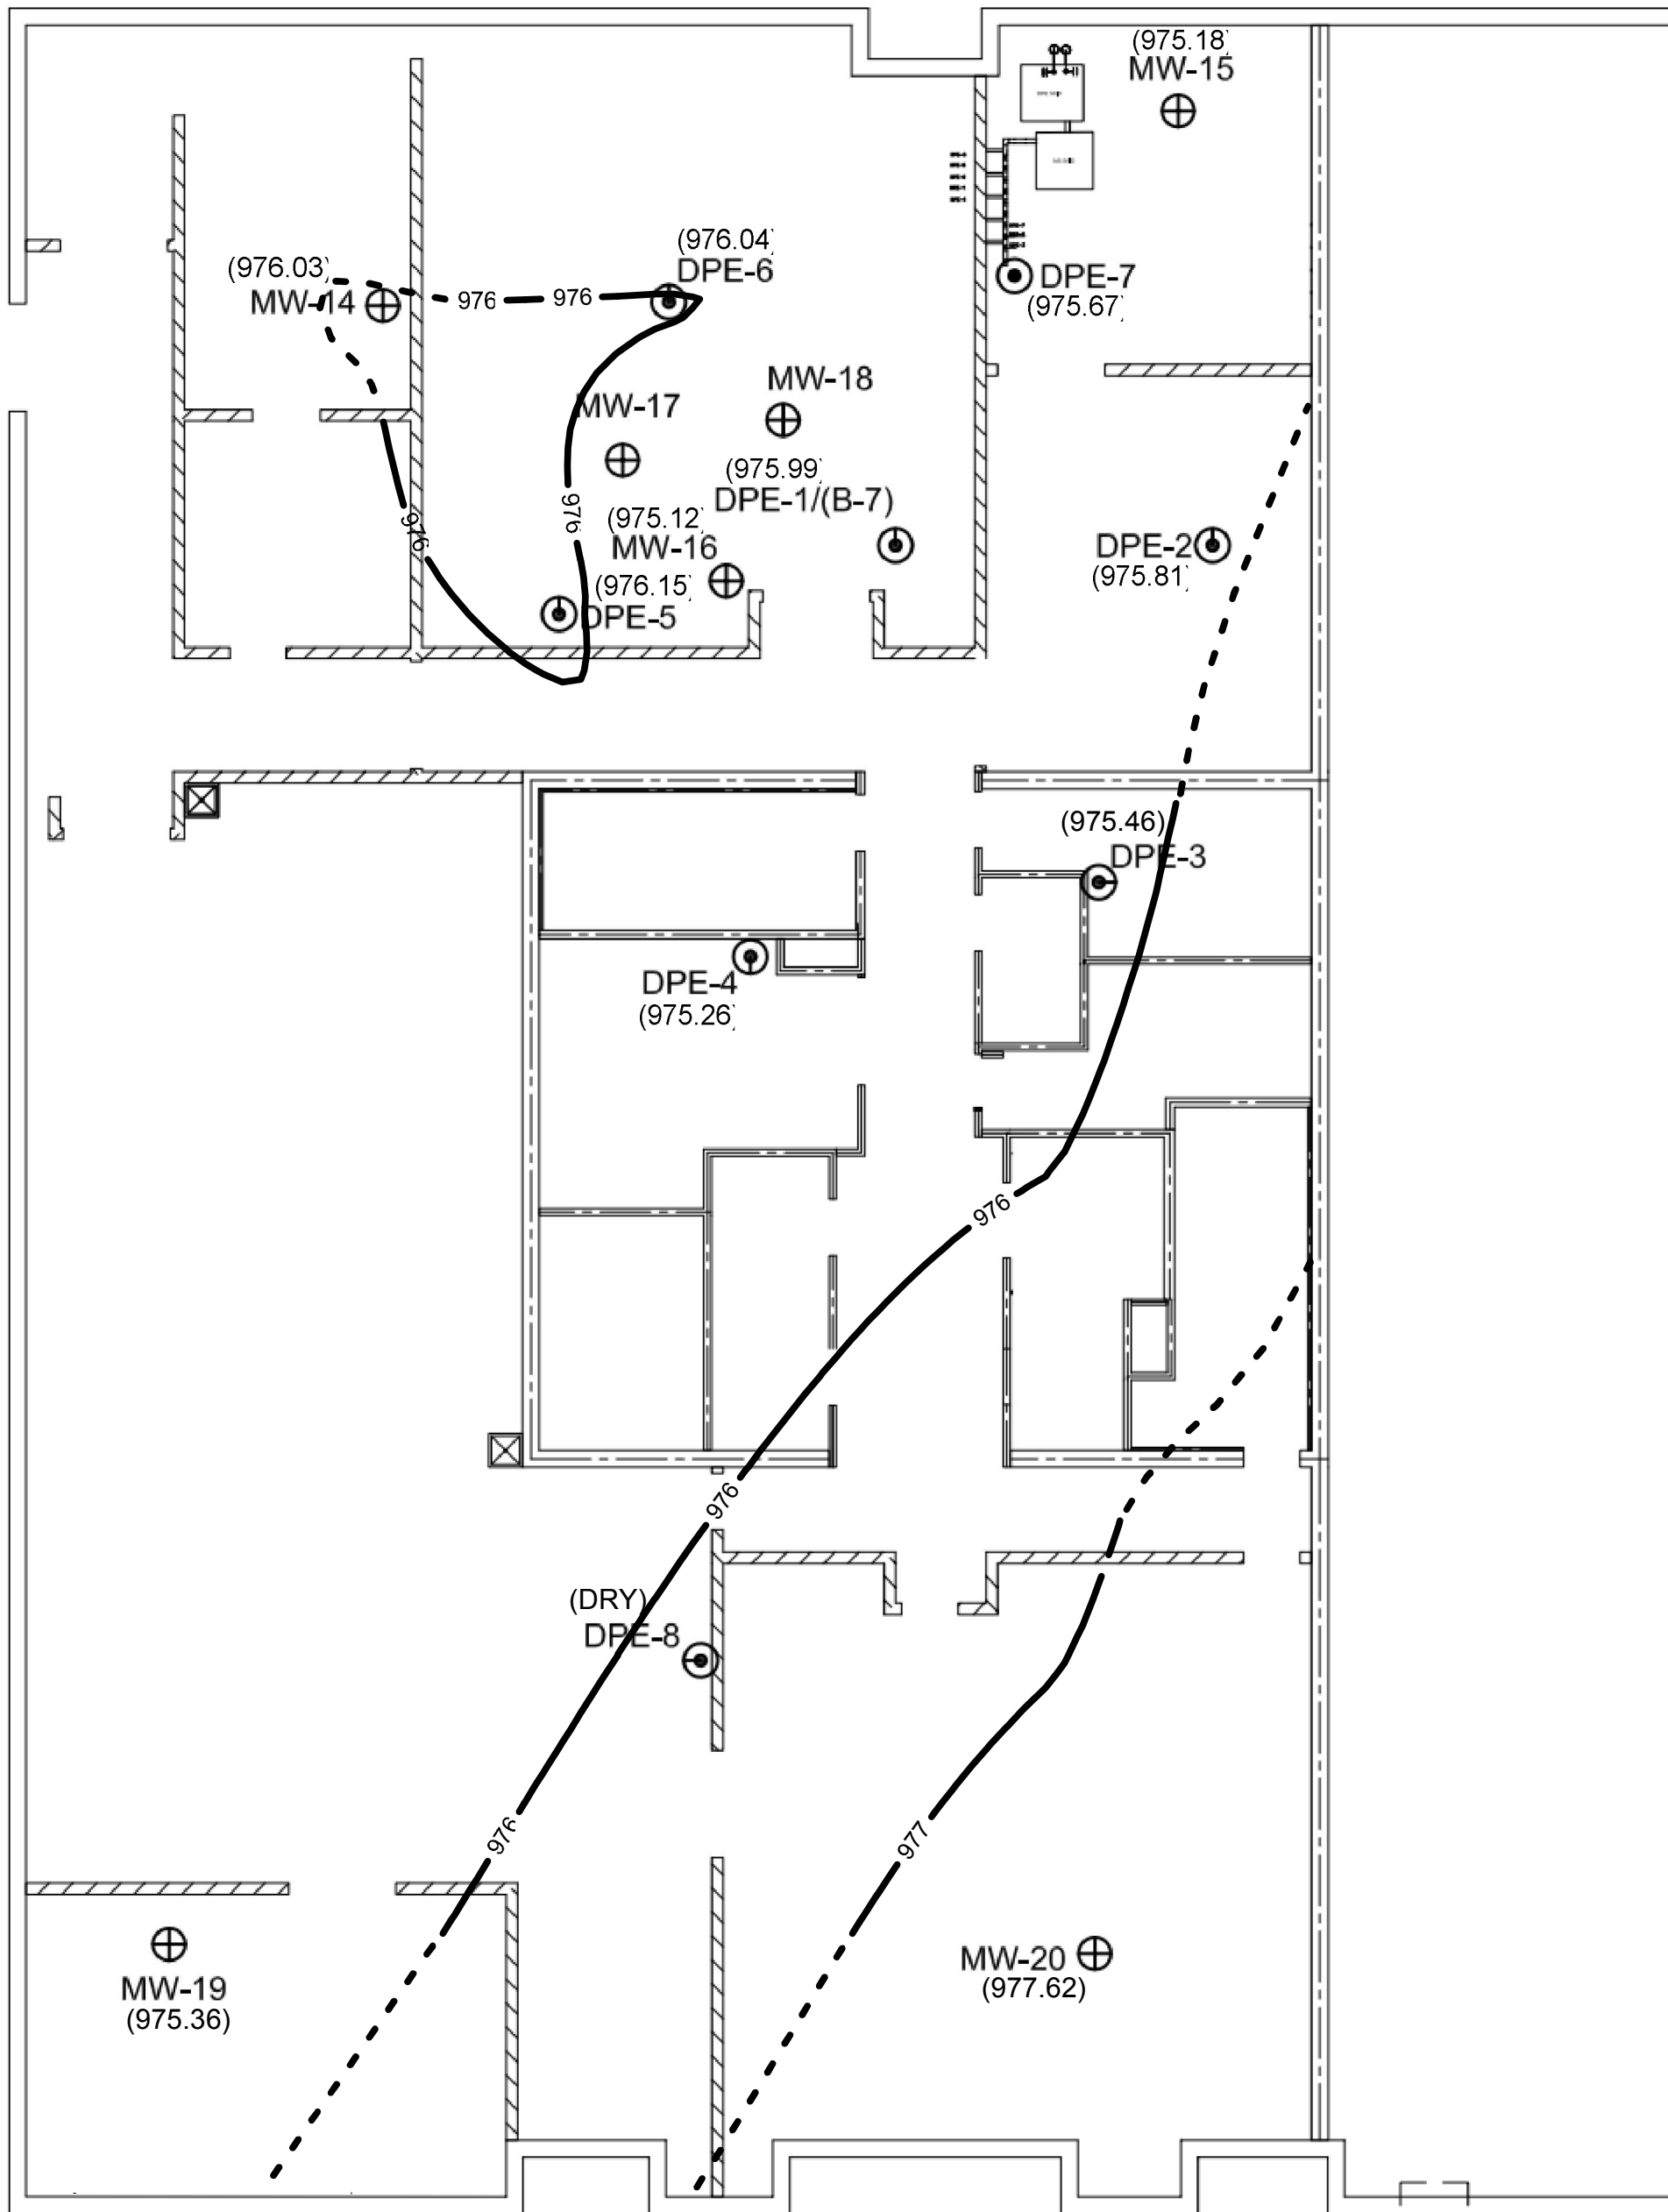 (975.18)
MW-15
(976.04)
DPE-6
(976.03)
MW-14
DPE-7
(975.67)
976
976
MW-18
MW-17
(975.99)
DPE-1/(B-7)
976
976
(975.12)
MW-16
(976.15)
DPE-5
DPE-2
(975.81)
(975.46)
DPE-3
DPE-4
(975.26)
976
976
(DRY)
DPE-8
976
977
MW-19
(975.36)
MW-20
(977.62)